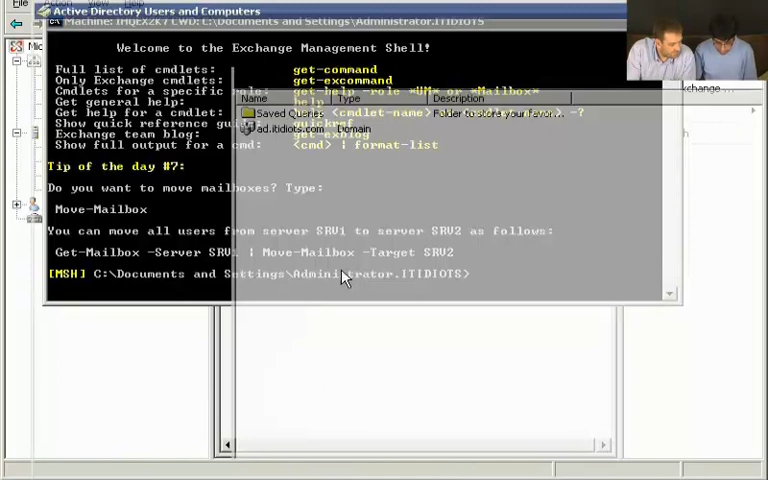 File Action View Help
Active Directory Users and Computers
Machine: IMQEX2K7 CWD: C:\Documents and Settings\Administrator.ITIDIOTS
Welcome to the Exchange Management Shell!
Full list of cmdlets: get-command
Only Exchange cmdlets: get-excommand
Cmdlets for a specific role: get-help -role *UM* or *Mailbox*
Get general help: help
Get help for a cmdlet: help <cmdlet-name> or <cmdlet-name> -?
Show quick reference guide: quickref
Exchange team blog: get-exblog
Show full output for a cmd: <cmd> | format-list
Name Type Description
Saved Queries Folder to store your favor...
ad.itidiots.com Domain
Tip of the day #7:
Do you want to move mailboxes? Type:
Move-Mailbox
You can move all users from server SRV1 to server SRV2 as follows:
Get-Mailbox -Server SRV1 | Move-Mailbox -Target SRV2
[MSH] C:\Documents and Settings\Administrator.ITIDIOTS>
Mic
xchange...